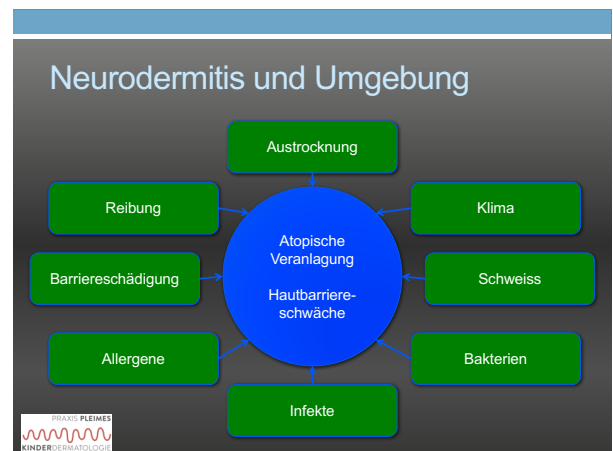 Neurodermitis und Umgebung
Austrocknung
Reibung
Klima
Atopische
Veranlagung
Hautbarriere-
schwäche
Barriereschädigung
Schweiss
Allergene
Bakterien
Infekte
PRAXIS PLEIMES
KINDERDERMATOLOGIE